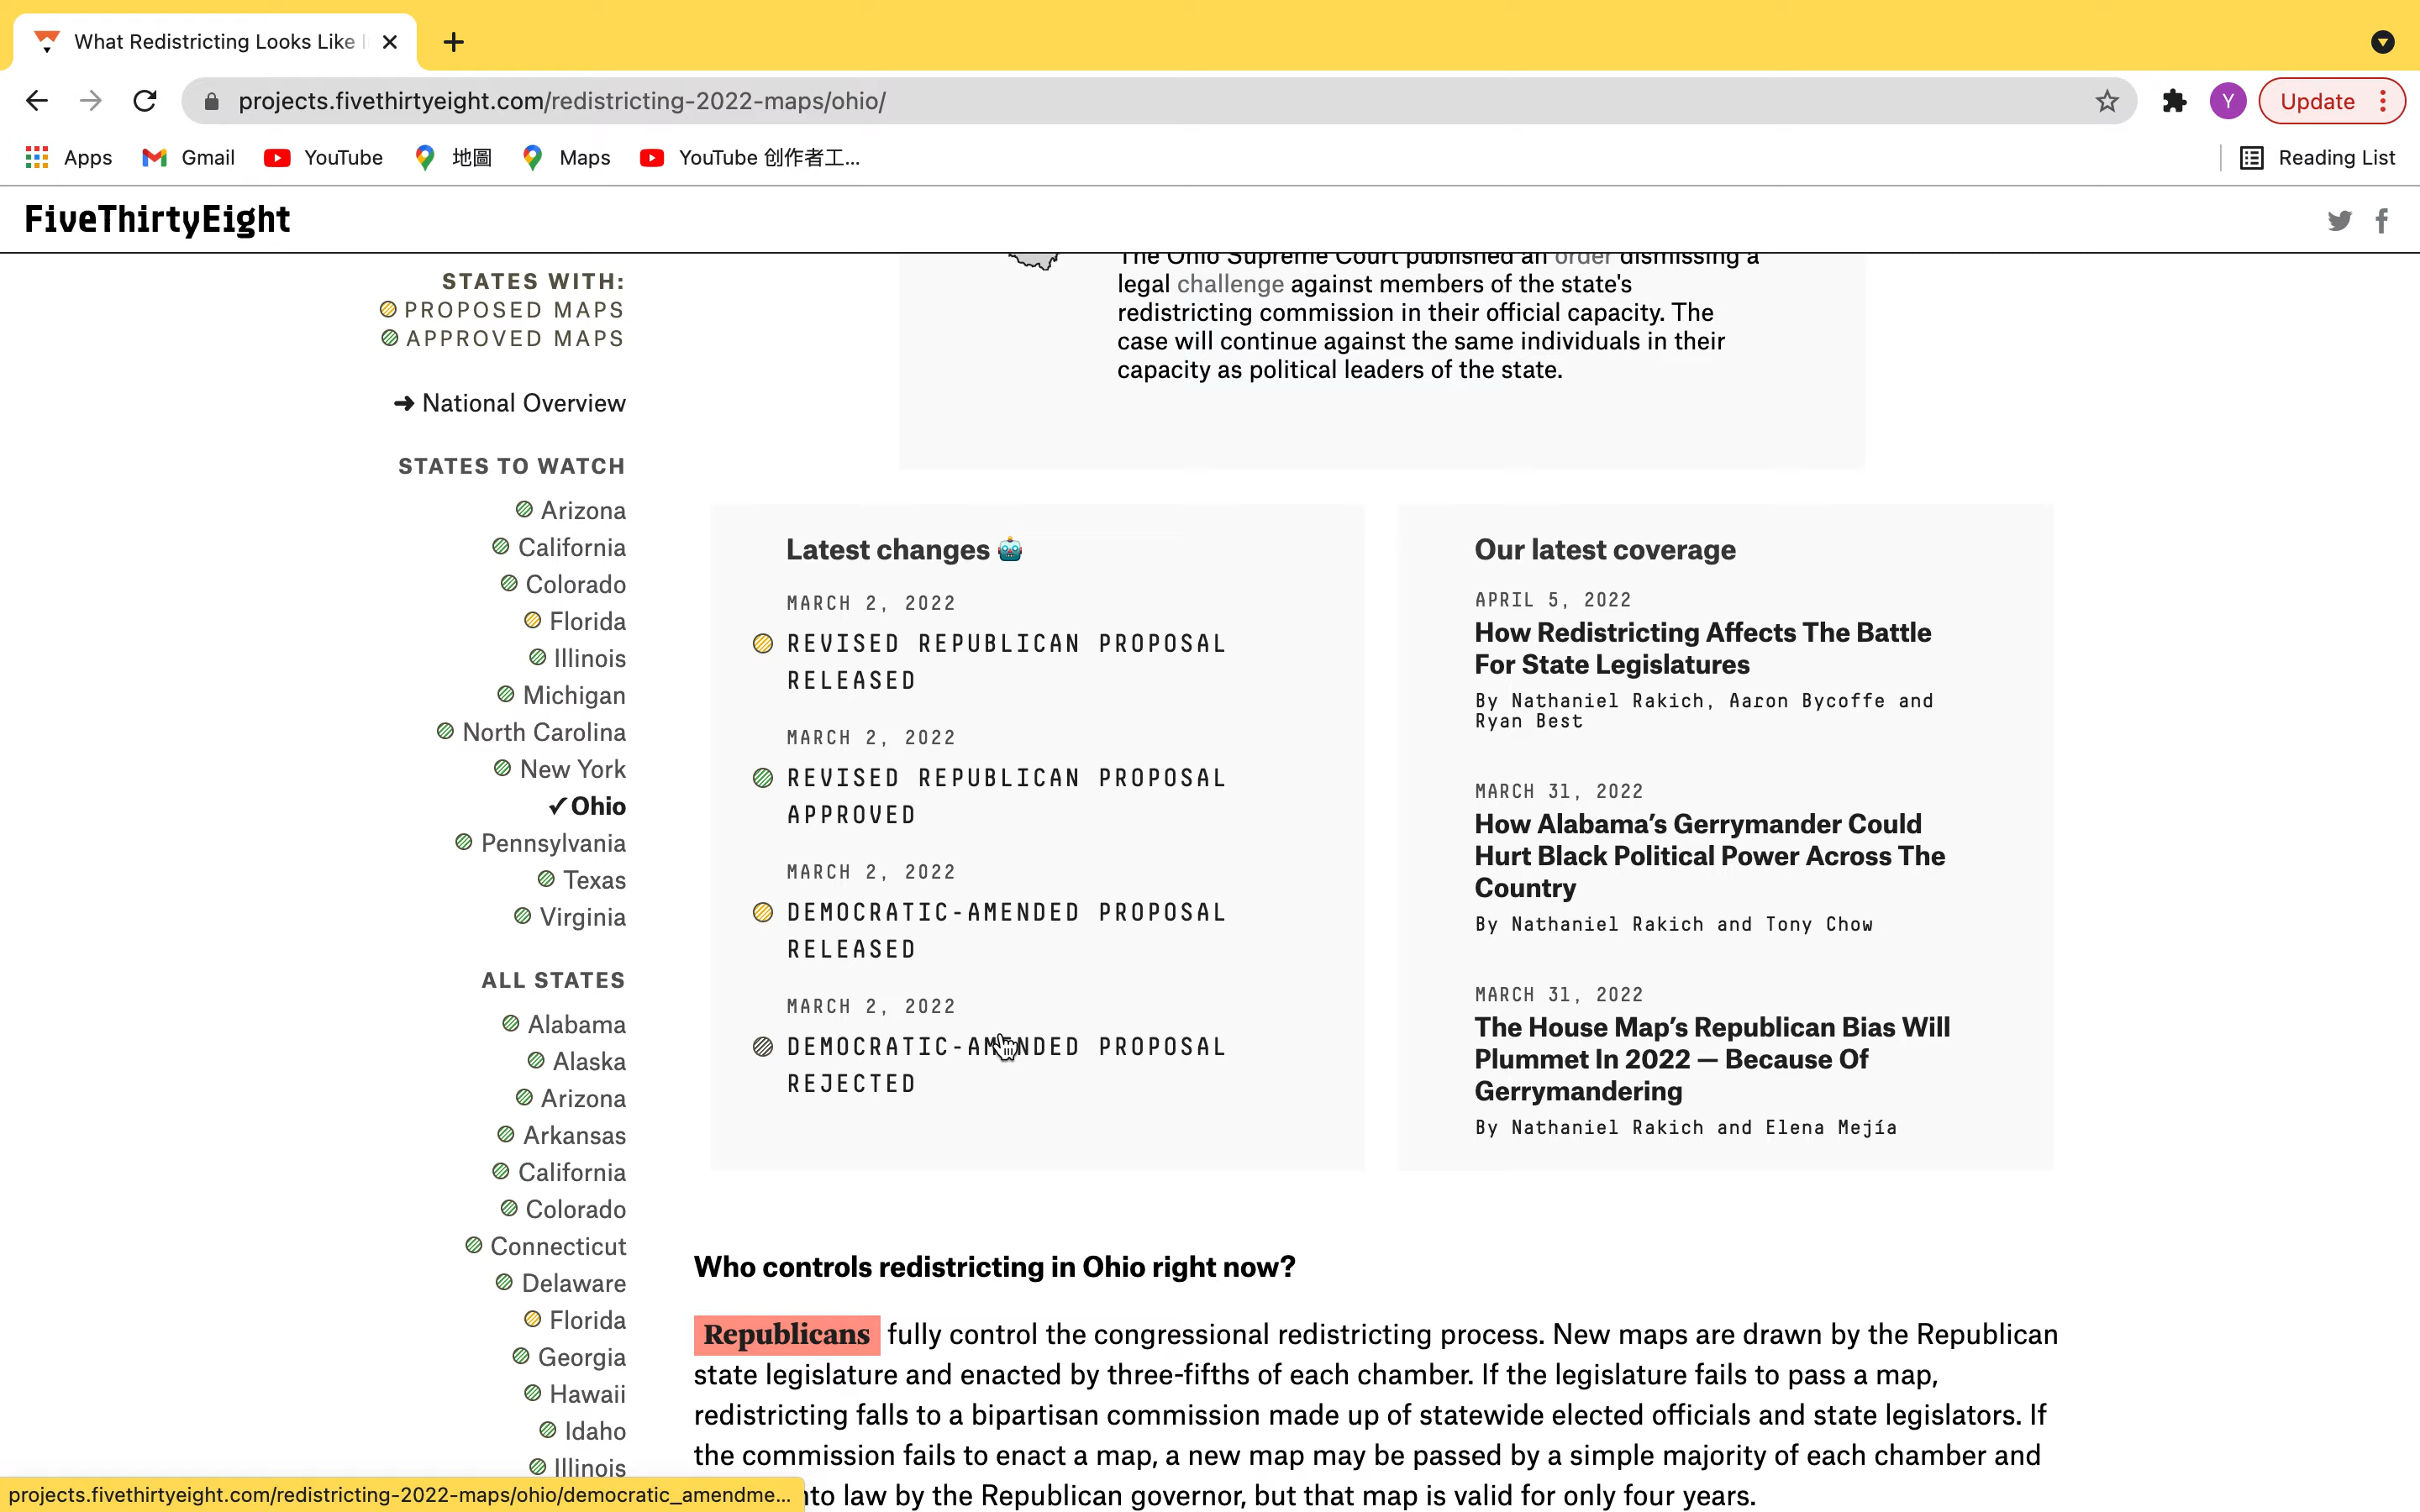 What Redistricting Looks Like
projects.fivethirtyeight.com/redistricting-2022-maps/ohio/
Y
Update
Apps
Gmail
YouTube
地圖
Maps
YouTube 创作者工...
Reading List
FiveThirtyEight
STATES WITH:
PROPOSED MAPS
APPROVED MAPS
➔ National Overview
STATES TO WATCH
Arizona
California
Colorado
Florida
Illinois
Michigan
North Carolina
New York
✓Ohio
Pennsylvania
Texas
Virginia
ALL STATES
Alabama
Alaska
Arizona
Arkansas
California
Colorado
Connecticut
Delaware
Florida
Georgia
Hawaii
Idaho
Illinois
The Ohio Supreme Court published an order dismissing a
legal challenge against members of the state's
redistricting commission in their official capacity. The
case will continue against the same individuals in their
capacity as political leaders of the state.
Latest changes 🤖
MARCH 2, 2022
REVISED REPUBLICAN PROPOSAL
RELEASED
MARCH 2, 2022
REVISED REPUBLICAN PROPOSAL
APPROVED
MARCH 2, 2022
DEMOCRATIC-AMENDED PROPOSAL
RELEASED
MARCH 2, 2022
DEMOCRATIC-AMENDED PROPOSAL
REJECTED
Our latest coverage
APRIL 5, 2022
How Redistricting Affects The Battle
For State Legislatures
By Nathaniel Rakich, Aaron Bycoffe and
Ryan Best
MARCH 31, 2022
How Alabama's Gerrymander Could
Hurt Black Political Power Across The
Country
By Nathaniel Rakich and Tony Chow
MARCH 31, 2022
The House Map's Republican Bias Will
Plummet In 2022 — Because Of
Gerrymandering
By Nathaniel Rakich and Elena Mejía
Who controls redistricting in Ohio right now?
Republicans fully control the congressional redistricting process. New maps are drawn by the Republican
state legislature and enacted by three-fifths of each chamber. If the legislature fails to pass a map,
redistricting falls to a bipartisan commission made up of statewide elected officials and state legislators. If
the commission fails to enact a map, a new map may be passed by a simple majority of each chamber and
nto law by the Republican governor, but that map is valid for only four years.
projects.fivethirtyeight.com/redistricting-2022-maps/ohio/democratic_amendme...